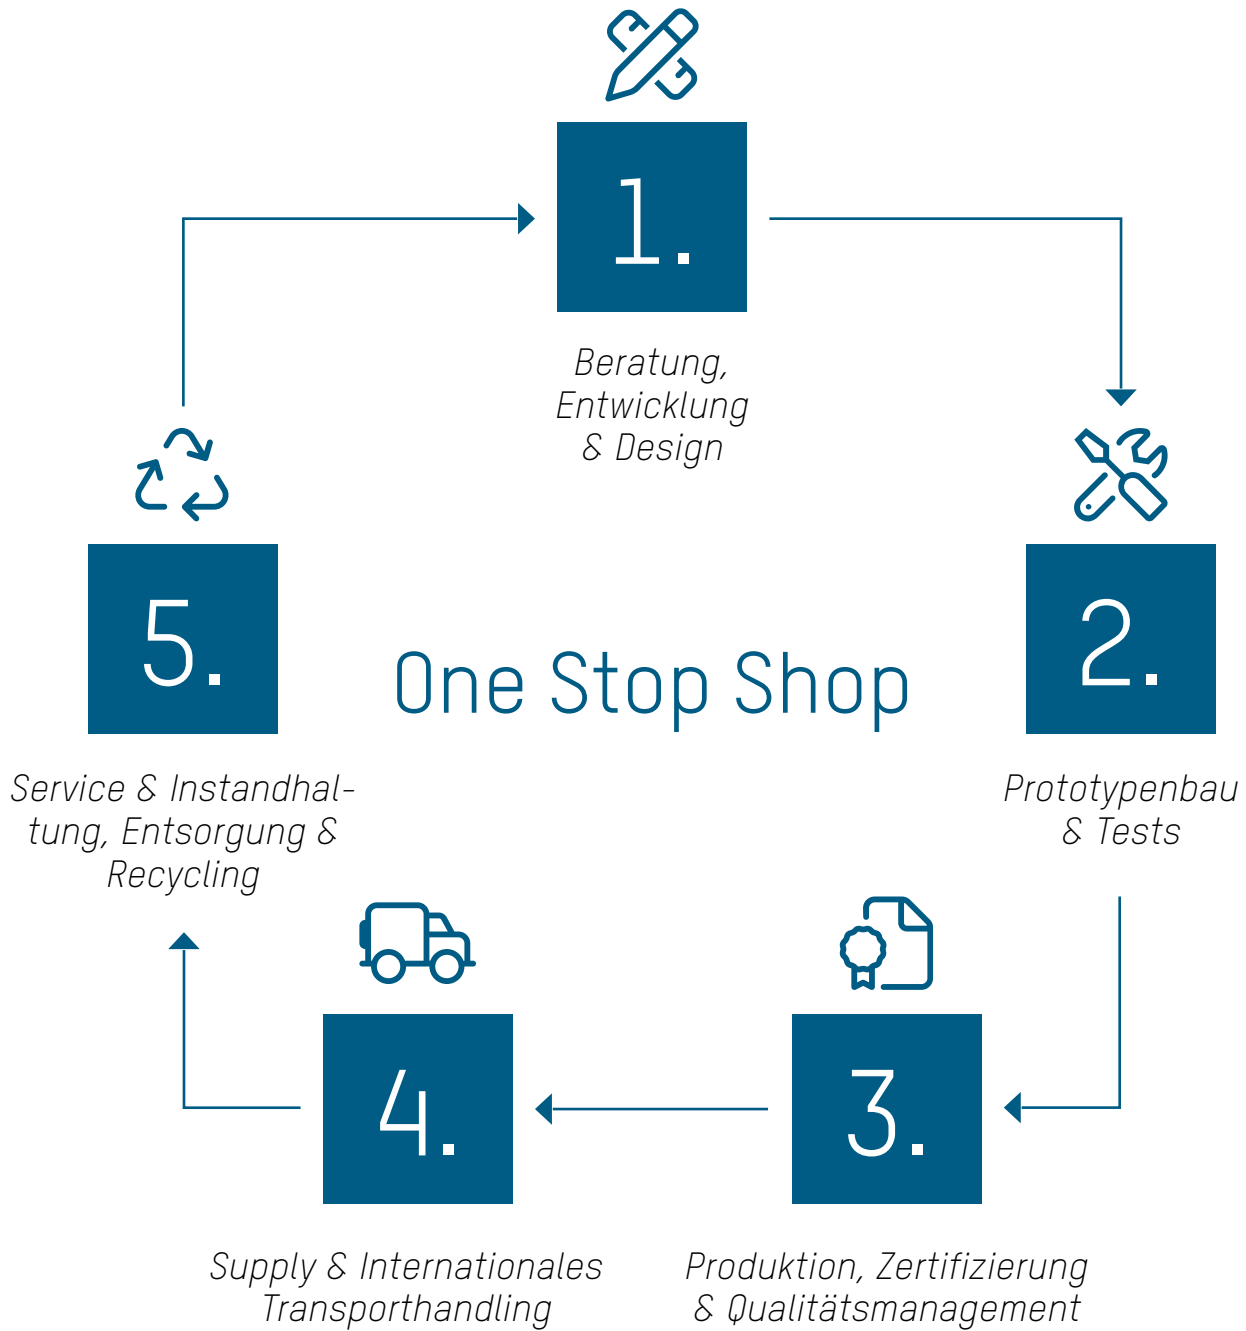 1.
Beratung,
Entwicklung
& Design
2.
Prototypenbau
& Tests
3.
Produktion, Zertifizierung
& Qualitätsmanagement
4.
Supply & Internationales
Transporthandling
5.
Service & Instandhal-
tung, Entsorgung &
Recycling
One Stop Shop